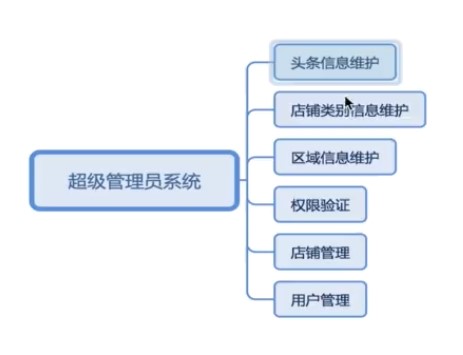 头条信息维护
店铺类别信息维护
区域信息维护
超级管理员系统
权限验证
店铺管理
用户管理